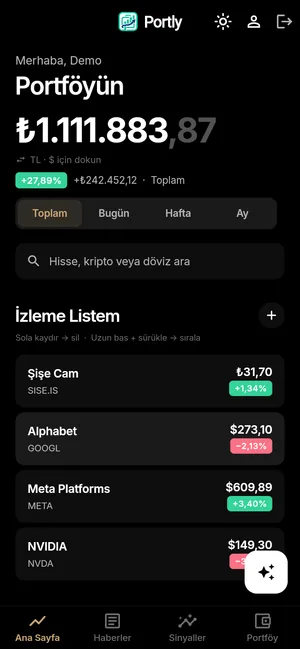 Portly
Merhaba, Demo
Portföyün
₺1.111.883,87
TL · $ için dokun
+27,89% +₺242.452,12 · Toplam
Toplam Bugün Hafta Ay
Hisse, kripto veya döviz ara
İzleme Listem
Sola kaydır → sil · Uzun bas + sürükle → sırala
Şişe Cam ₺31,70
SISE.IS +1,34%
Alphabet $273,10
GOOGL −2,13%
Meta Platforms $609,89
META +3,40%
NVIDIA $149,30
NVDA
Ana Sayfa Haberler Sinyaller Portföy